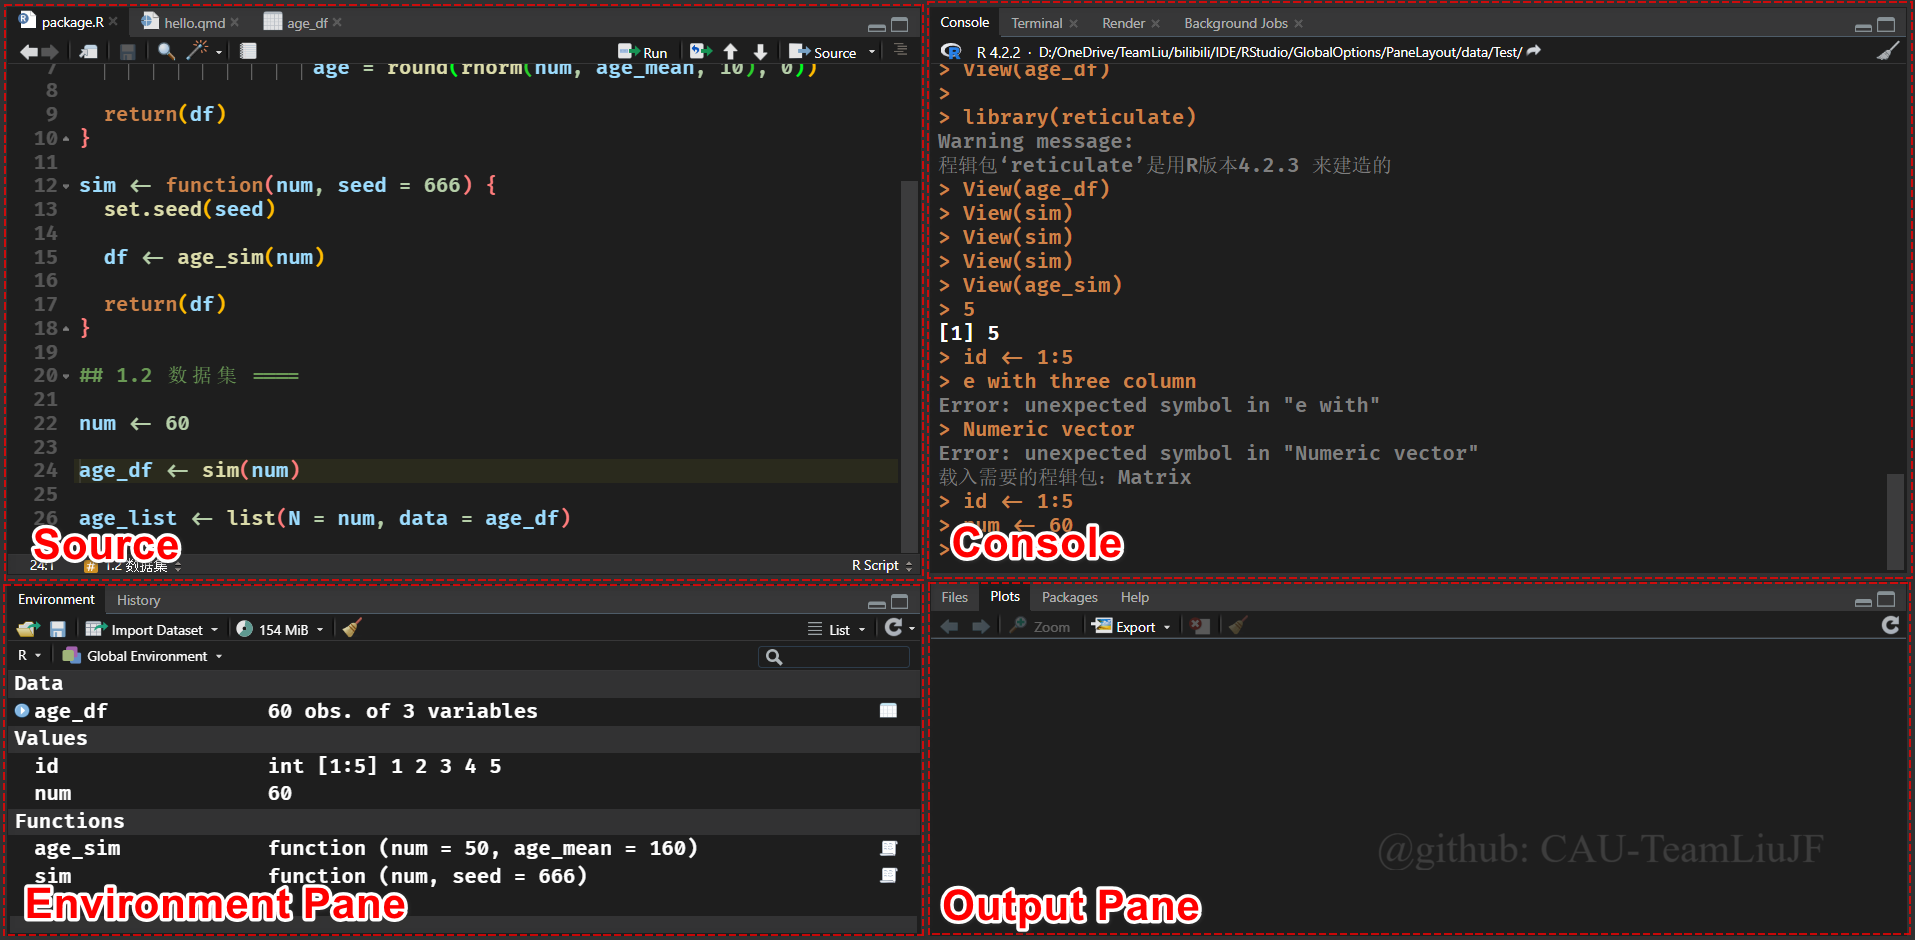 package.R
hello.qmd
age_df
Run
Source
7 age = round(rnorm(num, age_mean, 10), 0))
8
9 return(df)
10 }
11
12 sim <- function(num, seed = 666) {
13 set.seed(seed)
14
15 df <- age_sim(num)
16
17 return(df)
18 }
19
20 ## 1.2 数据集 ====
21
22 num <- 60
23
24 age_df <- sim(num)
25
26 age_list <- list(N = num, data = age_df)
Source
24:1
# 1.2 数据集
R Script
Console
Terminal
Render
Background Jobs
R 4.2.2 · D:/OneDrive/TeamLiu/bilibili/IDE/RStudio/GlobalOptions/PaneLayout/data/Test/
> View(age_df)
>
> library(reticulate)
Warning message:
程辑包‘reticulate’是用R版本4.2.3 来建造的
> View(age_df)
> View(sim)
> View(sim)
> View(sim)
> View(age_sim)
> 5
[1] 5
> id <- 1:5
> e with three column
Error: unexpected symbol in "e with"
> Numeric vector
Error: unexpected symbol in "Numeric vector"
载入需要的程辑包：Matrix
> id <- 1:5
> num <- 60
>
Console
Environment
History
Import Dataset
154 MiB
List
R
Global Environment
Data
age_df 60 obs. of 3 variables
Values
id int [1:5] 1 2 3 4 5
num 60
Functions
age_sim function (num = 50, age_mean = 160)
sim function (num, seed = 666)
Environment Pane
Files
Plots
Packages
Help
Zoom
Export
@github: CAU-TeamLiuJF
Output Pane